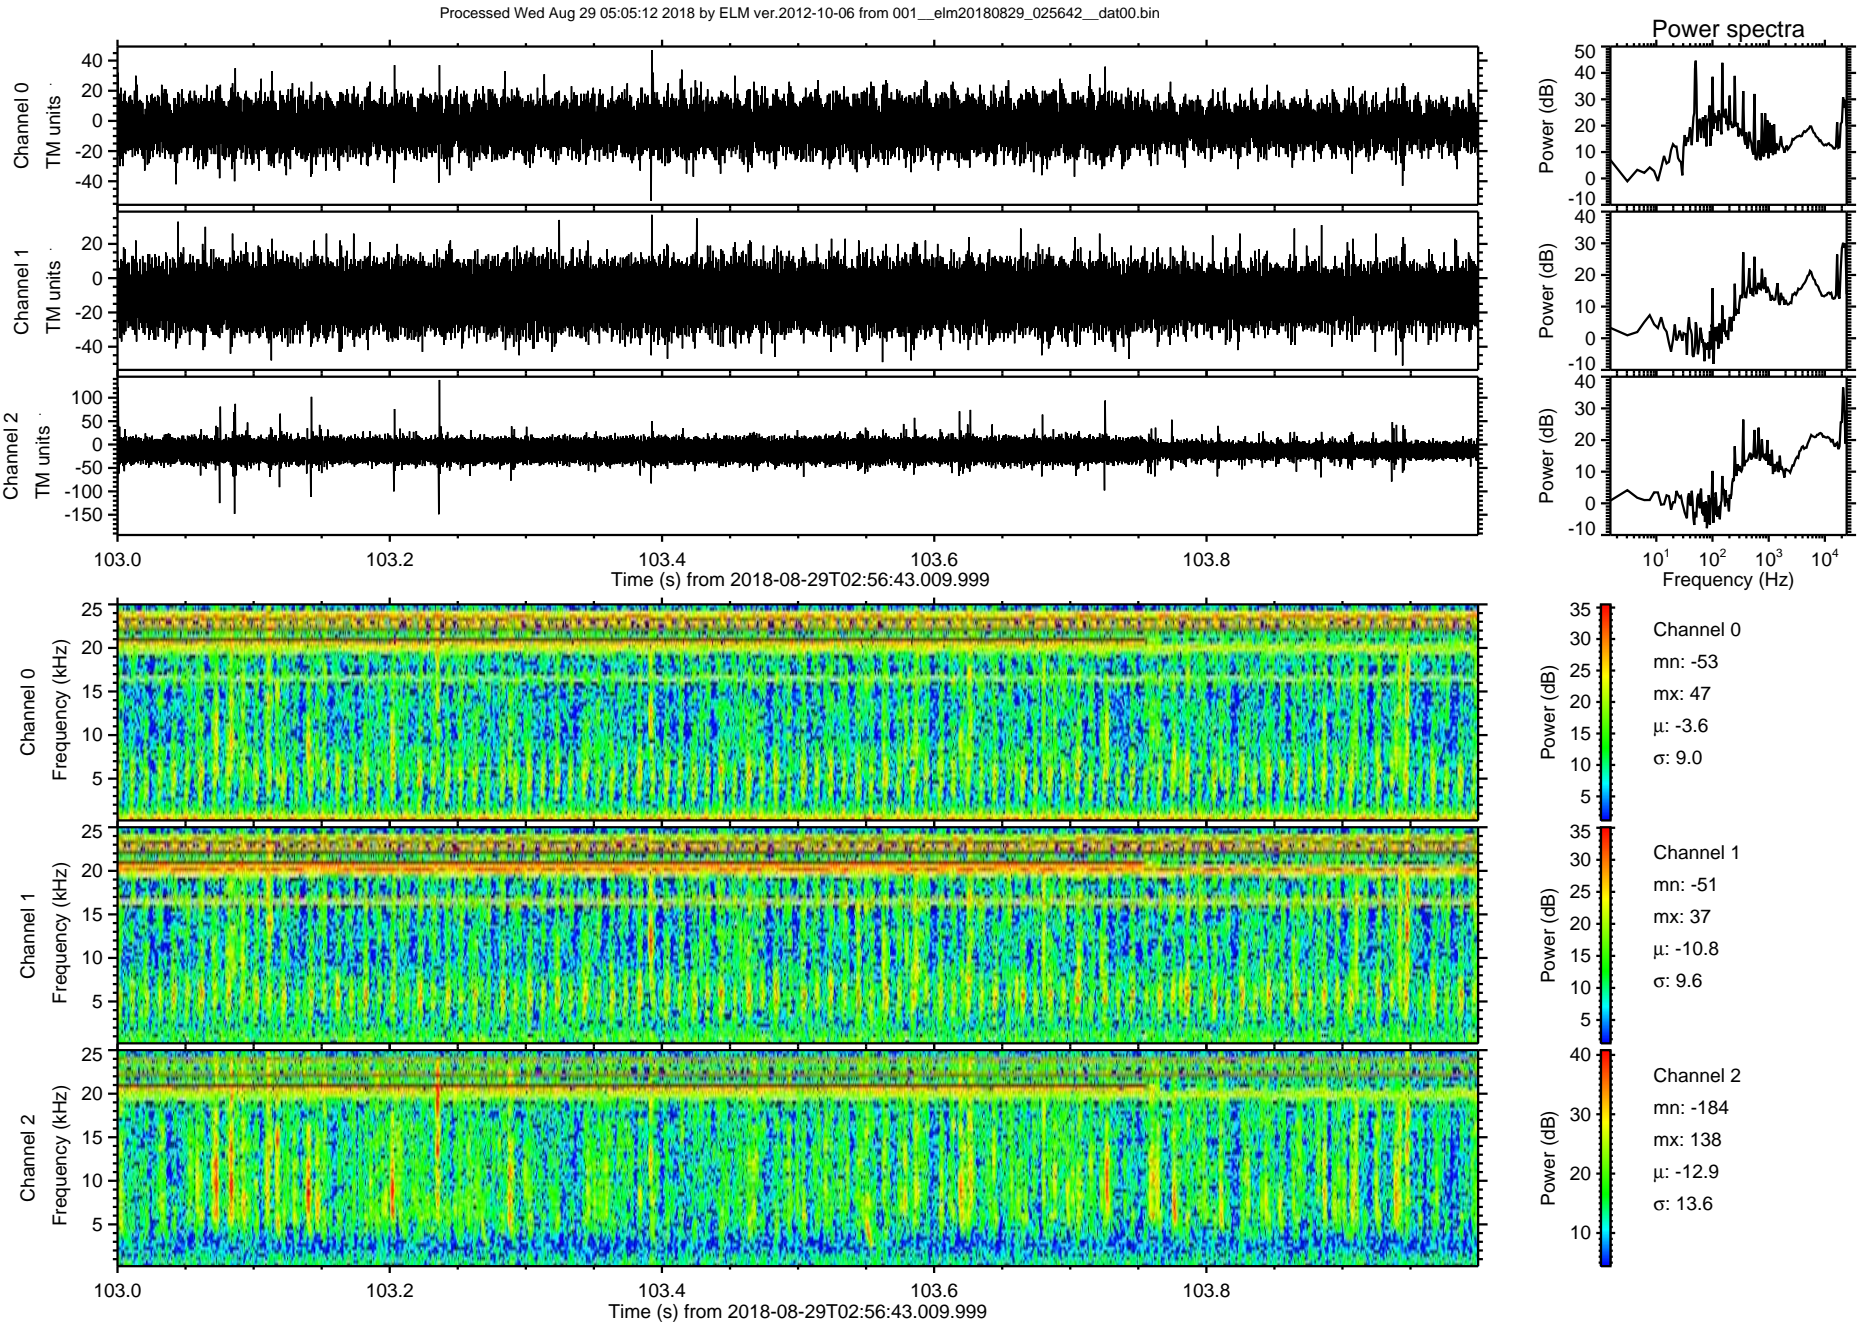 Processed Wed Aug 29 05:05:12 2018 by ELM ver.2012-10-06 from 001__elm20180829_025642__dat00.bin
Power spectra
Channel 0
TM units
40
20
0
-20
-40
Power (dB)
50
40
30
20
10
0
-10
Channel 1
TM units
20
0
-20
-40
Power (dB)
40
30
20
10
0
-10
Channel 2
TM units
100
50
0
-50
-100
-150
Power (dB)
40
30
20
10
0
-10
103.0 103.2 103.4 103.6 103.8
Time (s) from 2018-08-29T02:56:43.009.999
10¹ 10² 10³ 10⁴
Frequency (Hz)
Channel 0
Frequency (kHz)
25
20
15
10
5
Power (dB)
35
30
25
20
15
10
5
Channel 0
mn: -53
mx: 47
μ: -3.6
σ: 9.0
Channel 1
Frequency (kHz)
25
20
15
10
5
Power (dB)
35
30
25
20
15
10
5
Channel 1
mn: -51
mx: 37
μ: -10.8
σ: 9.6
Channel 2
Frequency (kHz)
25
20
15
10
5
Power (dB)
40
30
20
10
Channel 2
mn: -184
mx: 138
μ: -12.9
σ: 13.6
103.0 103.2 103.4 103.6 103.8
Time (s) from 2018-08-29T02:56:43.009.999